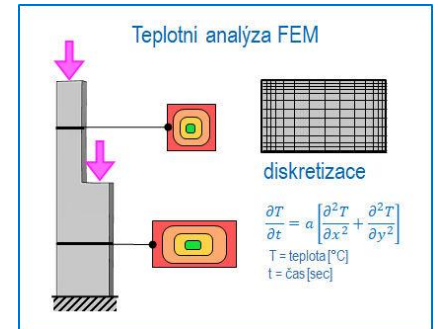 Teplotni analýza FEM
diskretizace
∂T/∂t = a [∂²T/∂x² + ∂²T/∂y²]
T = teplota [°C]
t = čas [sec]